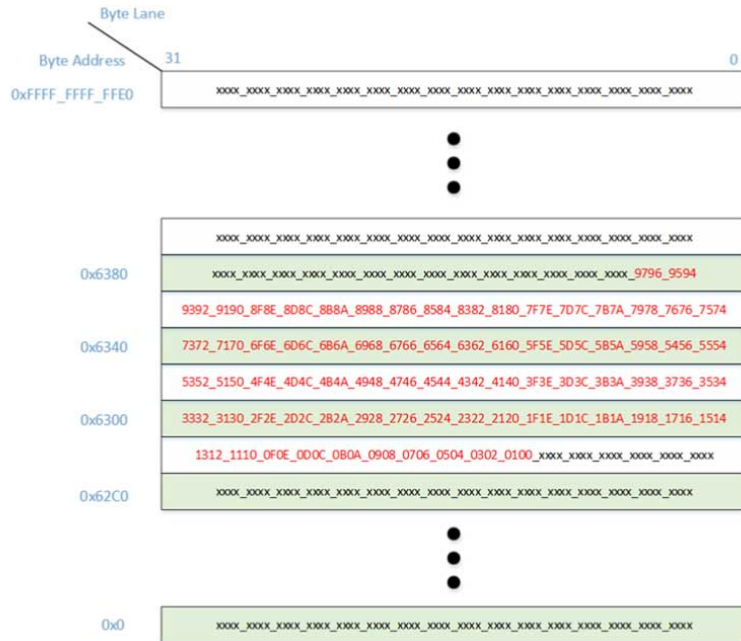 Byte Lane
Byte Address 31 0
0xFFFF_FFFF_FFE0 xxxx_xxxx_xxxx_xxxx_xxxx_xxxx_xxxx_xxxx_xxxx_xxxx_xxxx_xxxx_xxxx_xxxx_xxxx_xxxx
xxxx_xxxx_xxxx_xxxx_xxxx_xxxx_xxxx_xxxx_xxxx_xxxx_xxxx_xxxx_xxxx_xxxx_xxxx_xxxx
0x6380 xxxx_xxxx_xxxx_xxxx_xxxx_xxxx_xxxx_xxxx_xxxx_xxxx_xxxx_xxxx_xxxx_xxxx_9796_9594
9392_9190_8F8E_8D8C_8B8A_8988_8786_8584_8382_8180_7F7E_7D7C_7B7A_7978_7676_7574
0x6340 7372_7170_6F6E_6D6C_6B6A_6968_6766_6564_6362_6160_5F5E_5D5C_5B5A_5958_5456_5554
5352_5150_4F4E_4D4C_4B4A_4948_4746_4544_4342_4140_3F3E_3D3C_3B3A_3938_3736_3534
0x6300 3332_3130_2F2E_2D2C_2B2A_2928_2726_2524_2322_2120_1F1E_1D1C_1B1A_1918_1716_1514
1312_1110_0F0E_0D0C_0B0A_0908_0706_0504_0302_0100_xxxx_xxxx_xxxx_xxxx_xxxx_xxxx
0x62C0 xxxx_xxxx_xxxx_xxxx_xxxx_xxxx_xxxx_xxxx_xxxx_xxxx_xxxx_xxxx_xxxx_xxxx_xxxx_xxxx
0x0 xxxx_xxxx_xxxx_xxxx_xxxx_xxxx_xxxx_xxxx_xxxx_xxxx_xxxx_xxxx_xxxx_xxxx_xxxx_xxxx